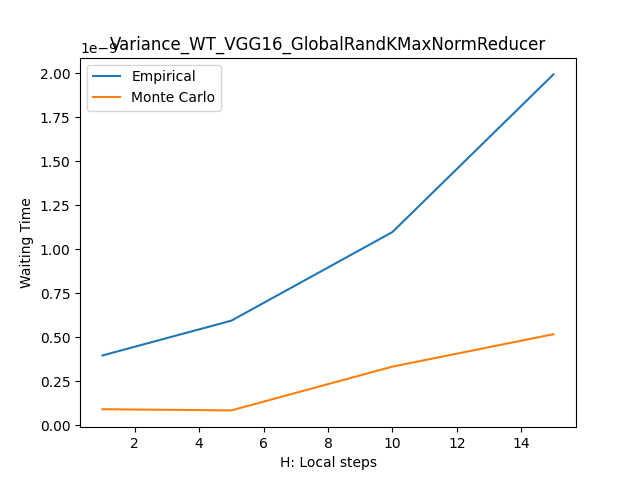 Variance_WT_VGG16_GlobalRandKMaxNormReducer
1e−9
Empirical
Monte Carlo
2.00
1.75
1.50
1.25
1.00
0.75
0.50
0.25
0.00
Waiting Time
2 4 6 8 10 12 14
H: Local steps